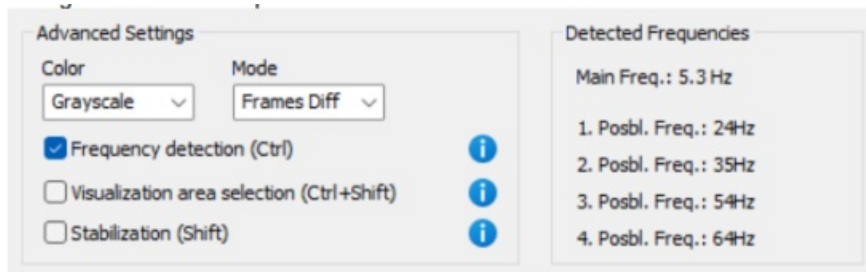 Advanced Settings
Color Mode
Grayscale Frames Diff
Frequency detection (Ctrl)
Visualization area selection (Ctrl+Shift)
Stabilization (Shift)
Detected Frequencies
Main Freq.: 5.3 Hz
1. Posbl. Freq.: 24Hz
2. Posbl. Freq.: 35Hz
3. Posbl. Freq.: 54Hz
4. Posbl. Freq.: 64Hz